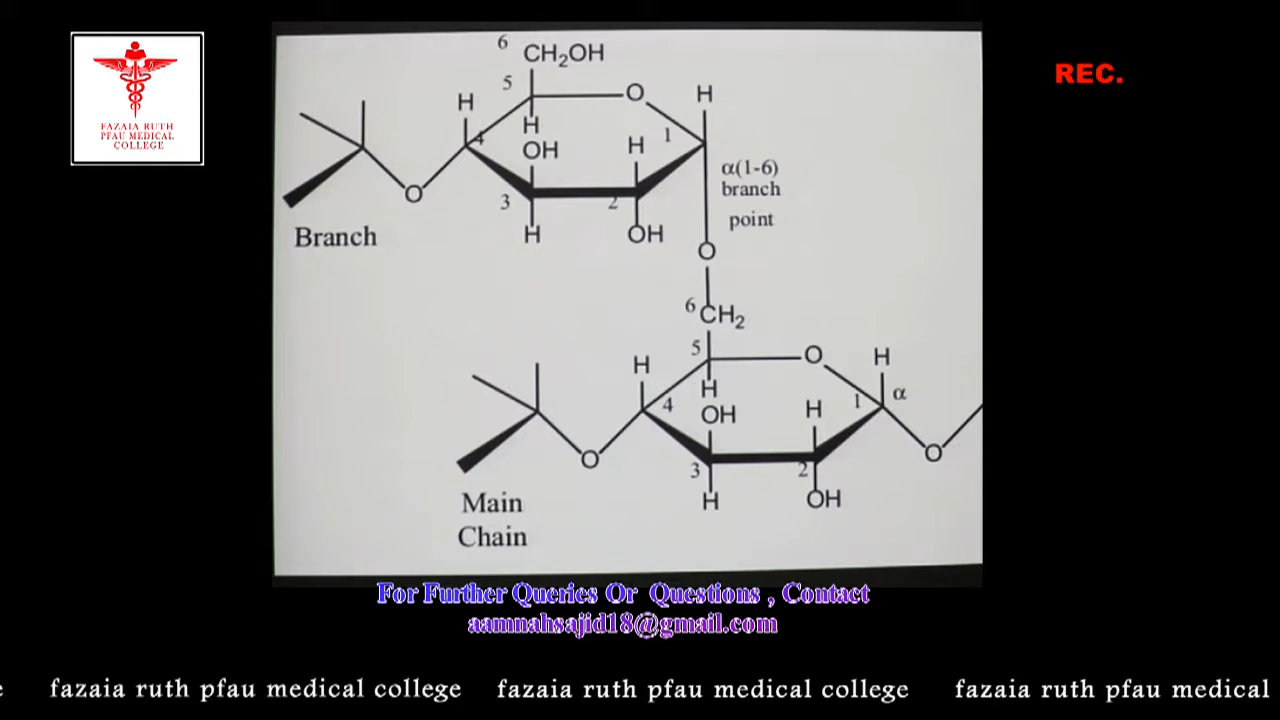 FAZAIA RUTH
PFAU MEDICAL
COLLEGE
REC.
6
CH2OH
5
O
H
H
4
H
OH
H
1
α(1-6)
branch
point
3
2
O
H
OH
Branch
O
6
CH2
5
O
H
H
H
4
OH
H
1
α
3
2
O
O
H
OH
Main
Chain
For Further Queries Or Questions , Contact
aamnahsajid18@gmail.com
e fazaia ruth pfau medical college fazaia ruth pfau medical college fazaia ruth pfau medical